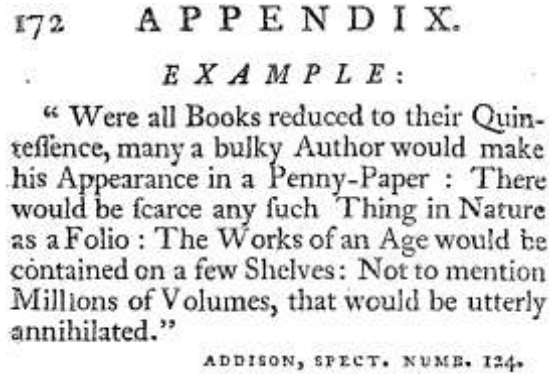 172 APPENDIX.
EXAMPLE:
“ Were all Books reduced to their Quin-
teſſence, many a bulky Author would make
his Appearance in a Penny-Paper : There
would be ſcarce any ſuch Thing in Nature
as a Folio : The Works of an Age would be
contained on a few Shelves : Not to mention
Millions of Volumes, that would be utterly
annihilated.”
ADDISON, SPECT. NUMB. 124.